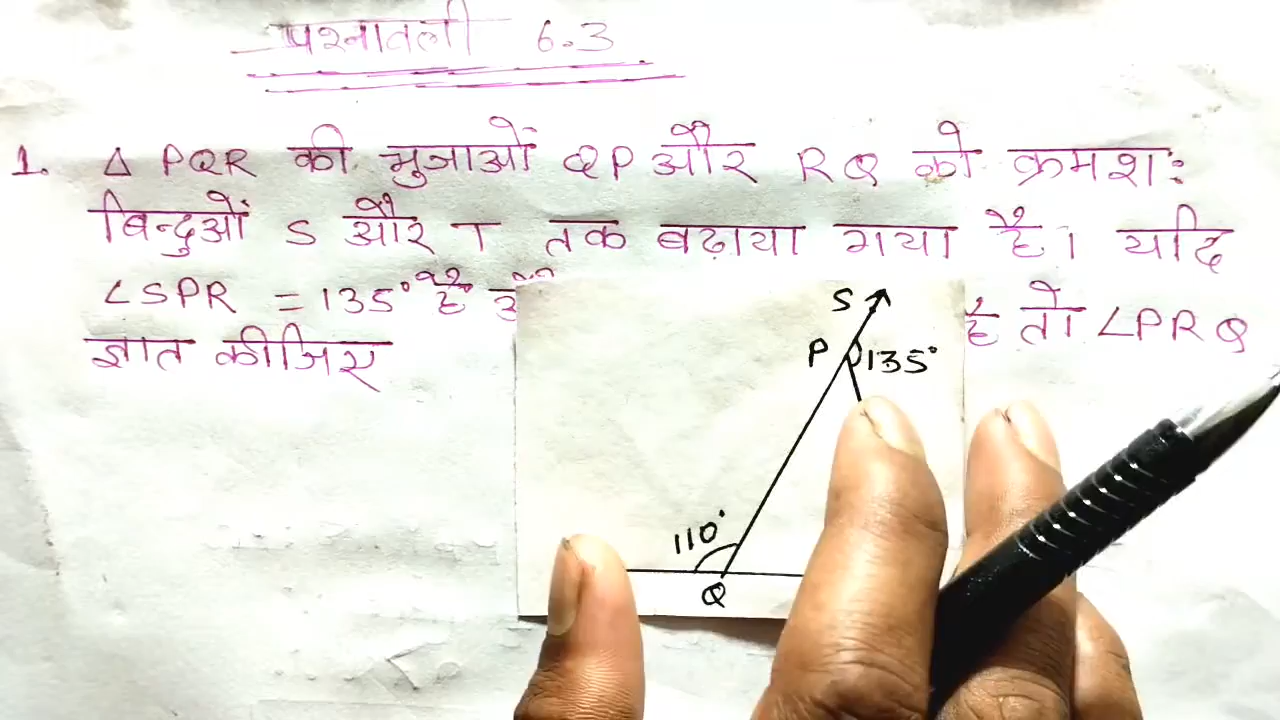 प्रश्नावली 6.3
1. Δ PQR की भुजाओं QP और RQ को क्रमशः
बिन्दुओं S और T तक बढ़ाया गया है। यदि
∠SPR = 135° है
है तो ∠PRQ
ज्ञात कीजिए
S
P 135°
110°
Q